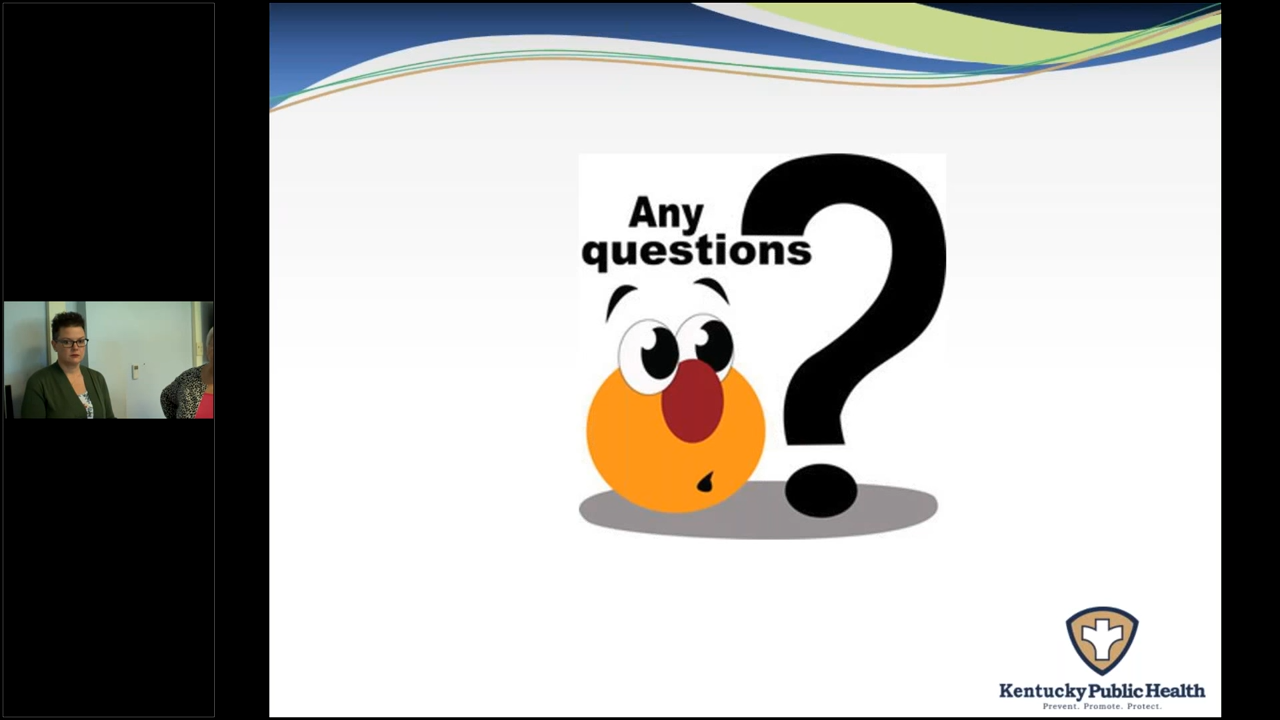 Any
questions
Kentucky Public Health
Prevent. Promote. Protect.